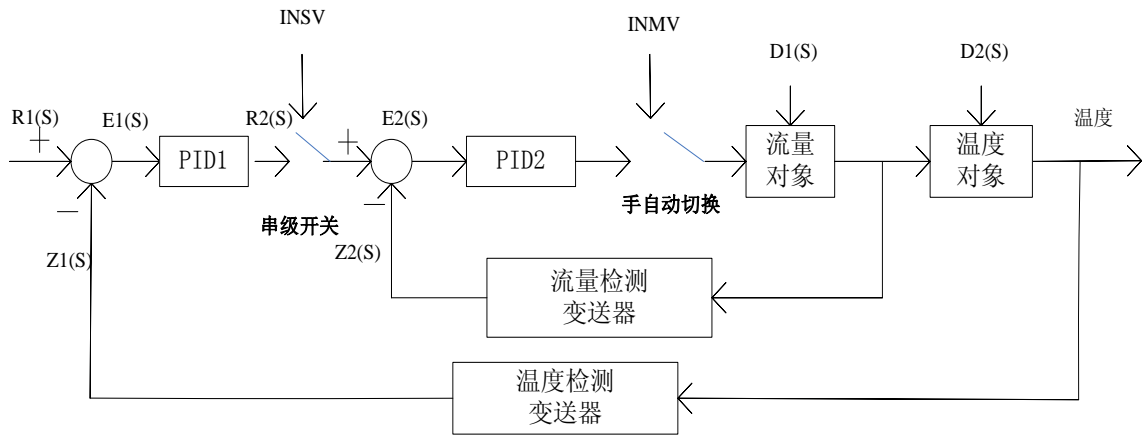 INSV
INMV
D1(S)
D2(S)
R1(S)
E1(S)
R2(S)
E2(S)
温度
+
PID1
+
PID2
流量
对象
温度
对象
—
—
串级开关
手自动切换
Z1(S)
Z2(S)
流量检测
变送器
温度检测
变送器